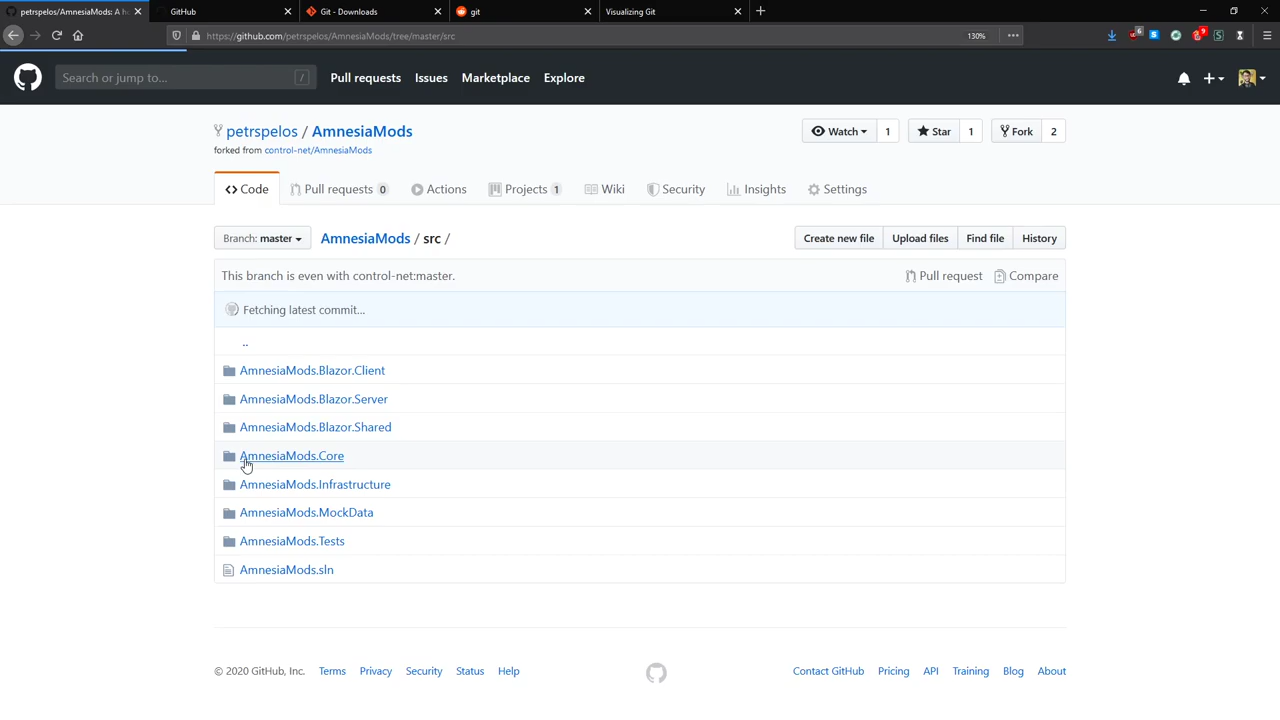 petrspelos/AmnesiaMods: A h
GitHub
Git - Downloads
git
Visualizing Git
https://github.com/petrspelos/AmnesiaMods/tree/master/src
130%
6
9
Search or jump to...
/
Pull requests
Issues
Marketplace
Explore
petrspelos / AmnesiaMods
Watch
1
Star
1
Fork
2
forked from control-net/AmnesiaMods
Code
Pull requests 0
Actions
Projects 1
Wiki
Security
Insights
Settings
Branch: master
AmnesiaMods / src /
Create new file
Upload files
Find file
History
This branch is even with control-net:master.
Pull request
Compare
Fetching latest commit...
..
AmnesiaMods.Blazor.Client
AmnesiaMods.Blazor.Server
AmnesiaMods.Blazor.Shared
AmnesiaMods.Core
AmnesiaMods.Infrastructure
AmnesiaMods.MockData
AmnesiaMods.Tests
AmnesiaMods.sln
© 2020 GitHub, Inc.
Terms
Privacy
Security
Status
Help
Contact GitHub
Pricing
API
Training
Blog
About